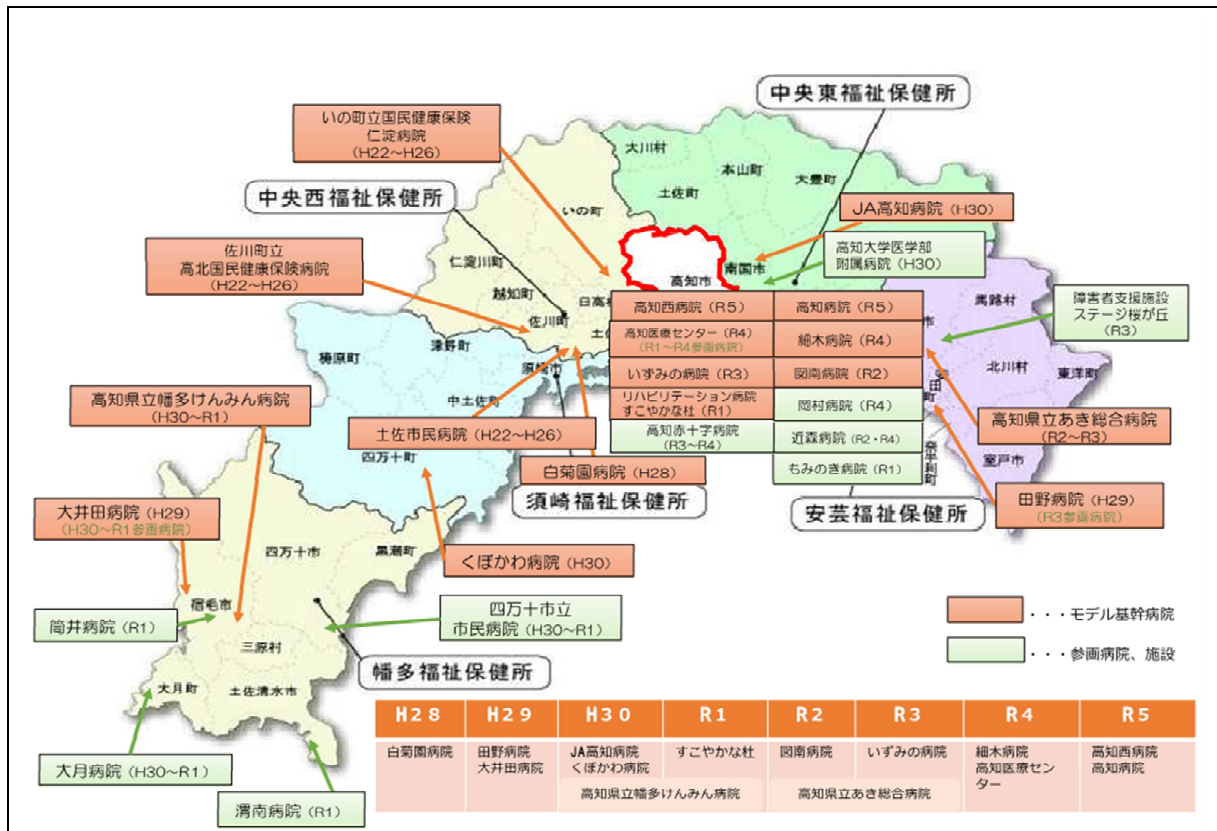 中央東福祉保健所
いの町立国民健康保険
仁淀病院
(H22～H26)
大川村
本山町
大豊町
土佐町
中央西福祉保健所
いの町
JA高知病院(H30)
佐川町立
高北国民健康保険病院
(H22～H26)
仁淀川町
越知町
日高
佐川町
土
高知市
南国市
高知大学医学部
附属病院(H30)
馬路村
障害者支援施設
ステージ桜が丘
(R3)
北川村
東洋町
高知西病院(R5)
高知病院(R5)
高知医療センター(R4)
(R1～R4参画病院)
細木病院(R4)
いずみの病院(R3)
図南病院(R2)
リハビリテーション病院
すこやかな杜(R1)
岡村病院(R4)
高知赤十字病院
(R3～R4)
近森病院(R2・R4)
もみのき病院(R1)
市
田
町
奈半利町
室戸市
梼原町
津野町
須崎市
中土佐町
四万十町
高知県立幡多けんみん病院
(H30～R1)
土佐市民病院(H22～H26)
白菊園病院(H28)
高知県立あき総合病院
(R2～R3)
須崎福祉保健所
安芸福祉保健所
田野病院(H29)
(R3参画病院)
大井田病院(H29)
(H30～R1参画病院)
四万十市
黒潮町
くぼかわ病院(H30)
宿毛市
筒井病院(R1)
四万十市立
市民病院(H30～R1)
三原村
幡多福祉保健所
大月町
土佐清水市
・・・モデル基幹病院
・・・参画病院、施設
大月病院(H30～R1)
渭南病院(R1)
H28 H29 H30 R1 R2 R3 R4 R5
白菊園病院 田野病院 JA高知病院 すこやかな杜 図南病院 いずみの病院 細木病院 高知西病院
大井田病院 くぼかわ病院 高知医療セン 高知病院
ター
高知県立幡多けんみん病院 高知県立あき総合病院